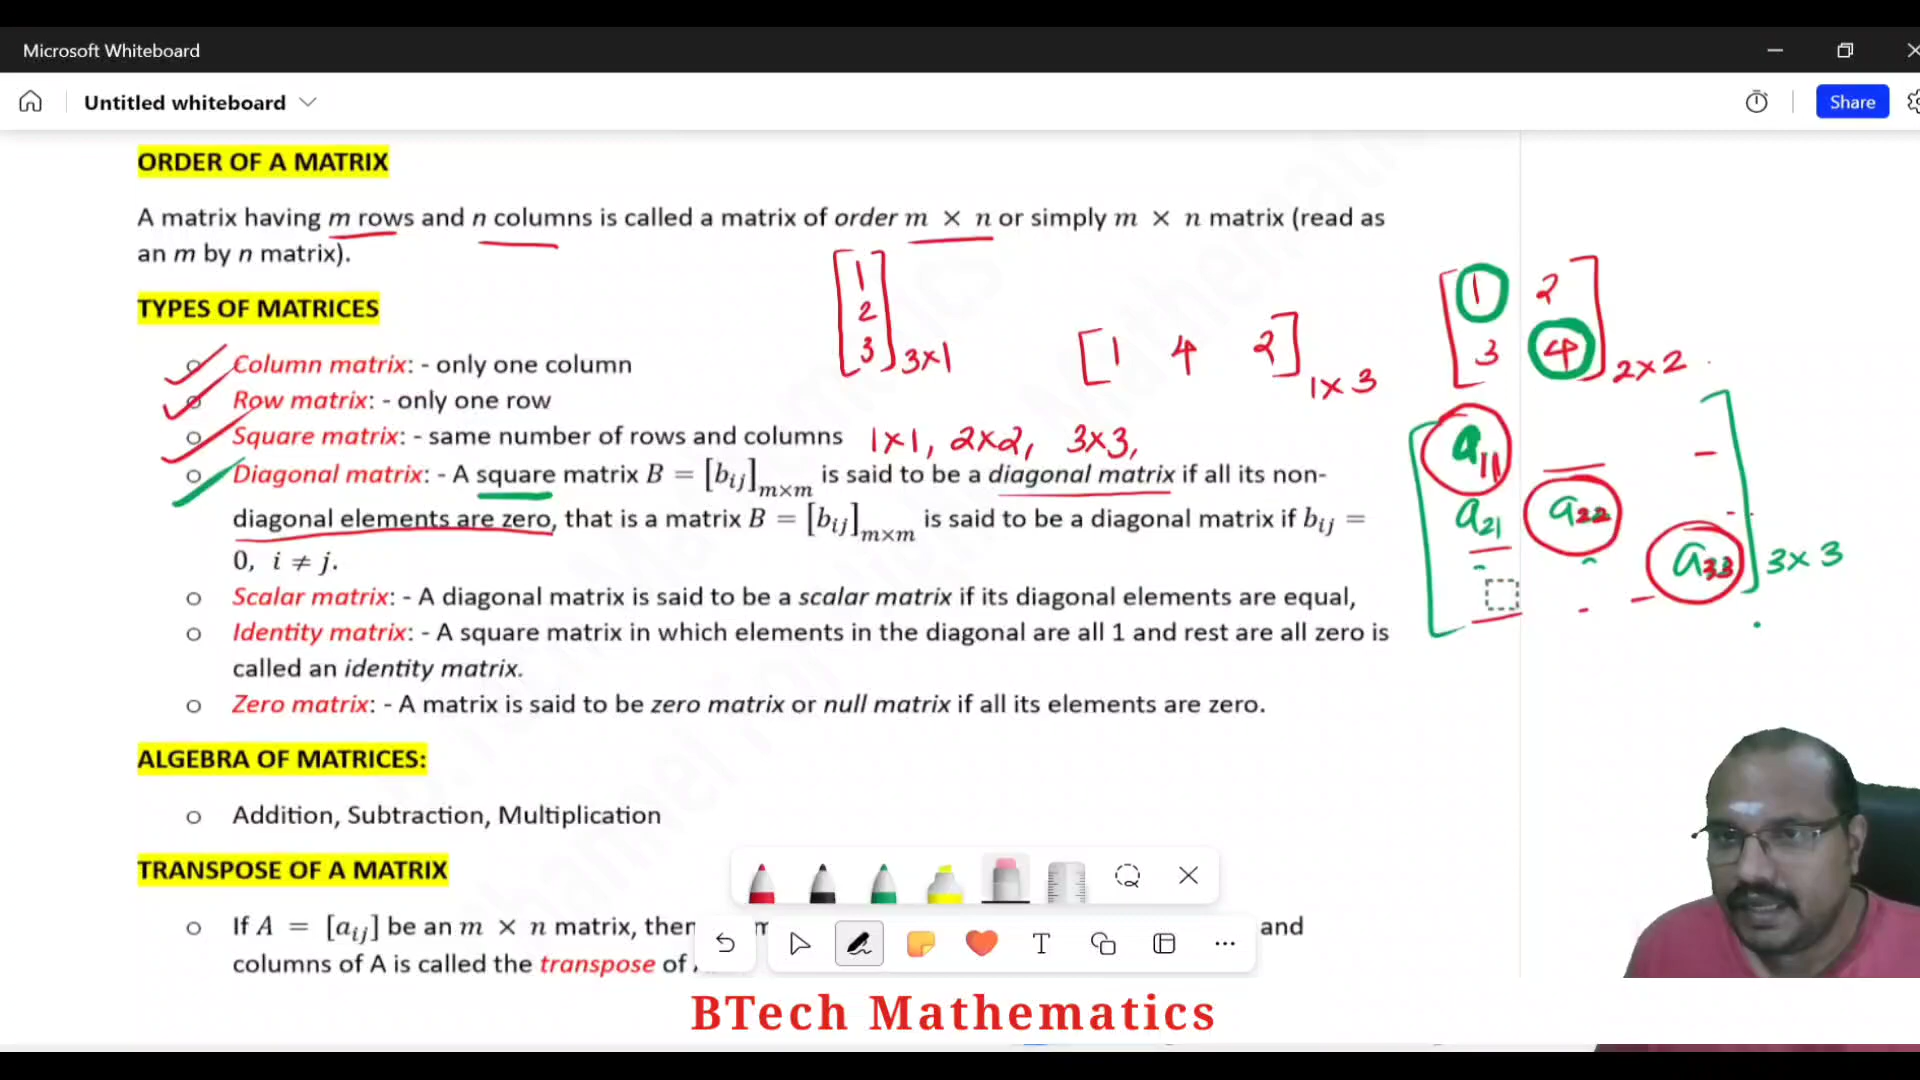 Microsoft Whiteboard
Untitled whiteboard
Share
ORDER OF A MATRIX
A matrix having m rows and n columns is called a matrix of order m × n or simply m × n matrix (read as
an m by n matrix).
TYPES OF MATRICES
o Column matrix: - only one column
o Row matrix: - only one row
o Square matrix: - same number of rows and columns 1×1, 2×2, 3×3,
o Diagonal matrix: - A square matrix B = [bij]m×m is said to be a diagonal matrix if all its non-
diagonal elements are zero, that is a matrix B = [bij]m×m is said to be a diagonal matrix if bij =
0, i ≠ j.
o Scalar matrix: - A diagonal matrix is said to be a scalar matrix if its diagonal elements are equal,
o Identity matrix: - A square matrix in which elements in the diagonal are all 1 and rest are all zero is
called an identity matrix.
o Zero matrix: - A matrix is said to be zero matrix or null matrix if all its elements are zero.
[1
2
3]3×1
[1 4 2]1×3
[1 2
3 4]2×2
[a11 — -
a21 a22 -
- - a33]3×3
ALGEBRA OF MATRICES:
o Addition, Subtraction, Multiplication
TRANSPOSE OF A MATRIX
o If A = [aij] be an m × n matrix, then and
columns of A is called the transpose of
BTech Mathematics